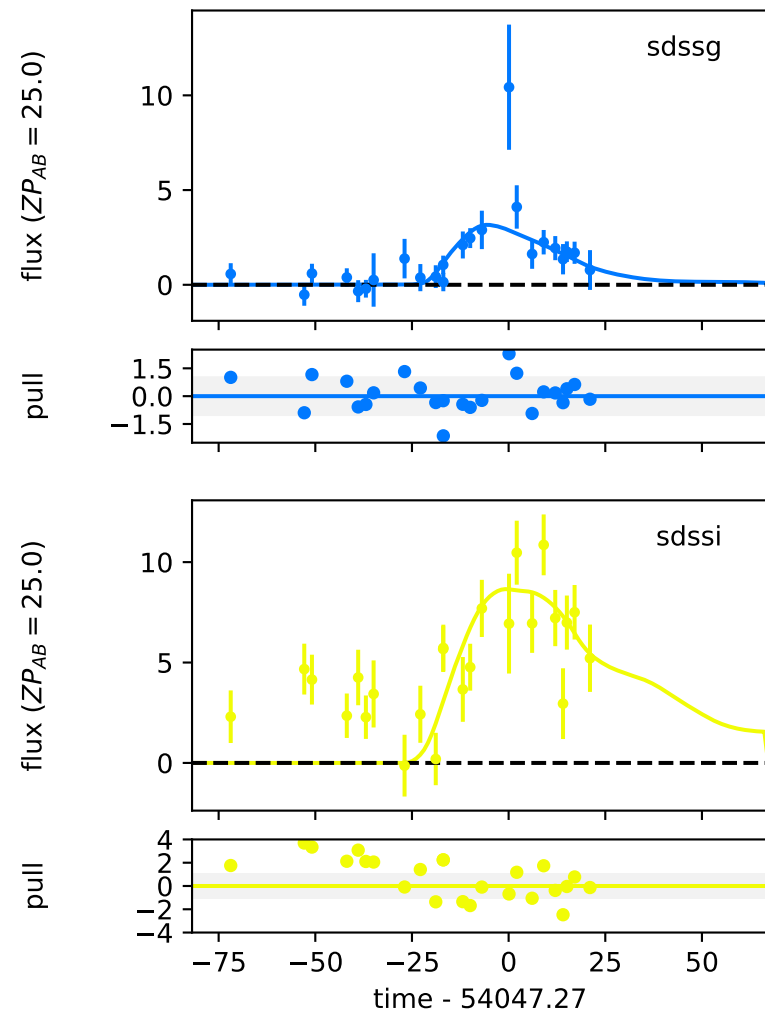 sdssg
flux (ZP_AB = 25.0)
10
5
0
pull
1.5
0.0
−1.5
sdssi
flux (ZP_AB = 25.0)
10
5
0
pull
4
2
0
−2
−4
−75 −50 −25 0 25 50
time - 54047.27